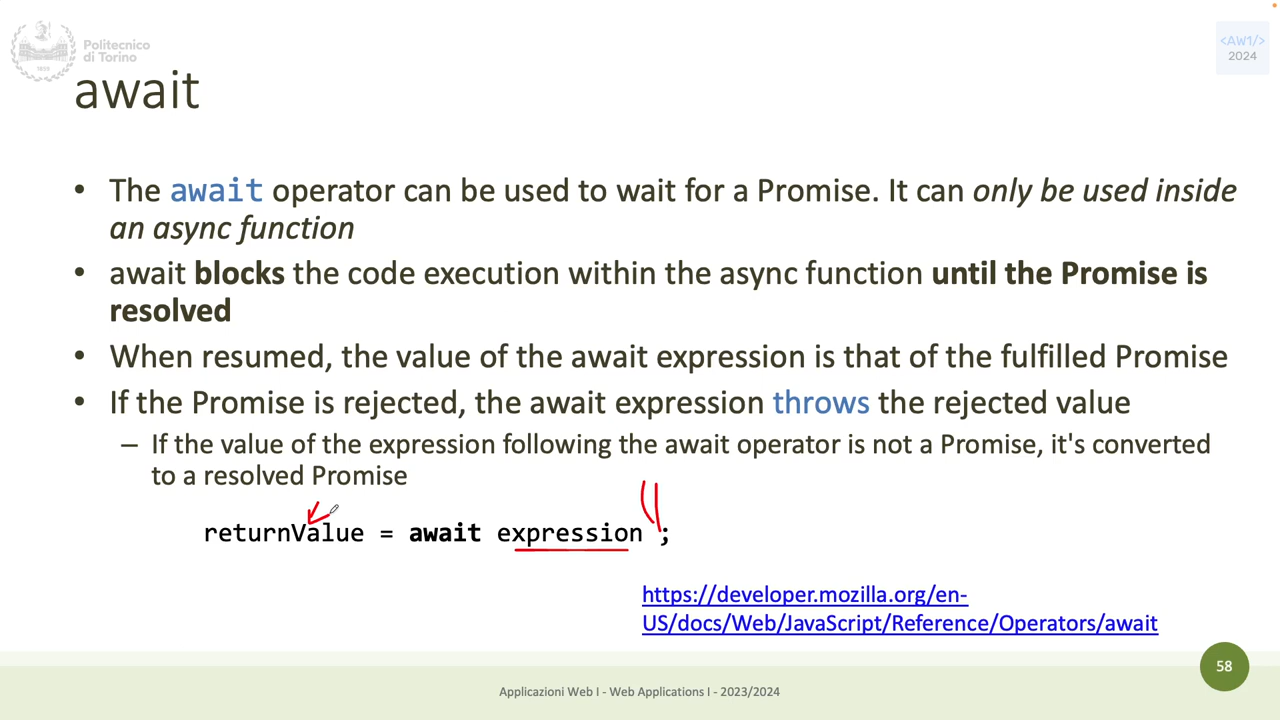 Politecnico
di Torino
1859
<AW1/>
2024
await
• The await operator can be used to wait for a Promise. It can only be used inside
an async function
• await blocks the code execution within the async function until the Promise is
resolved
• When resumed, the value of the await expression is that of the fulfilled Promise
• If the Promise is rejected, the await expression throws the rejected value
– If the value of the expression following the await operator is not a Promise, it's converted
to a resolved Promise
returnValue = await expression ;
https://developer.mozilla.org/en-
US/docs/Web/JavaScript/Reference/Operators/await
58
Applicazioni Web I - Web Applications I - 2023/2024